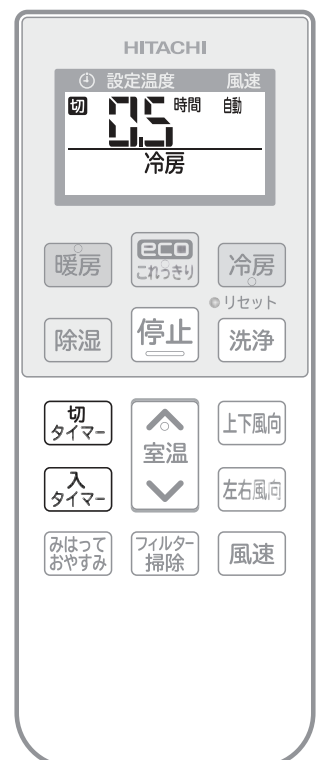 HITACHI
設定温度 風速
切 0.5 時間 自動
冷房
暖房 eco これっきり 冷房
リセット
除湿 停止 洗浄
切タイマー 室温 上下風向
入タイマー 左右風向
みはっておやすみ フィルター掃除 風速